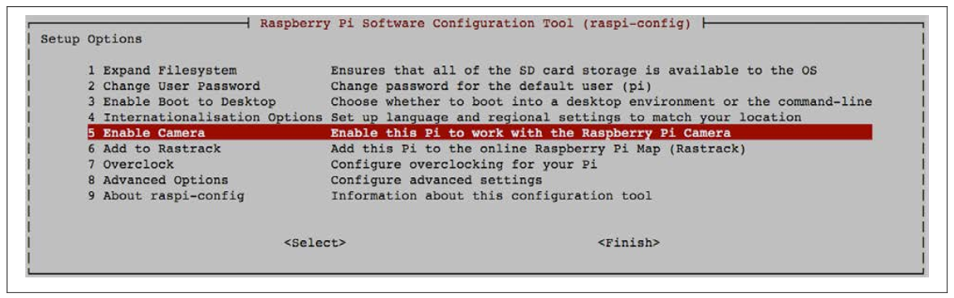 Raspberry Pi Software Configuration Tool (raspi-config)
Setup Options
1 Expand Filesystem Ensures that all of the SD card storage is available to the OS
2 Change User Password Change password for the default user (pi)
3 Enable Boot to Desktop Choose whether to boot into a desktop environment or the command-line
4 Internationalisation Options Set up language and regional settings to match your location
5 Enable Camera Enable this Pi to work with the Raspberry Pi Camera
6 Add to Rastrack Add this Pi to the online Raspberry Pi Map (Rastrack)
7 Overclock Configure overclocking for your Pi
8 Advanced Options Configure advanced settings
9 About raspi-config Information about this configuration tool
<Select> <Finish>